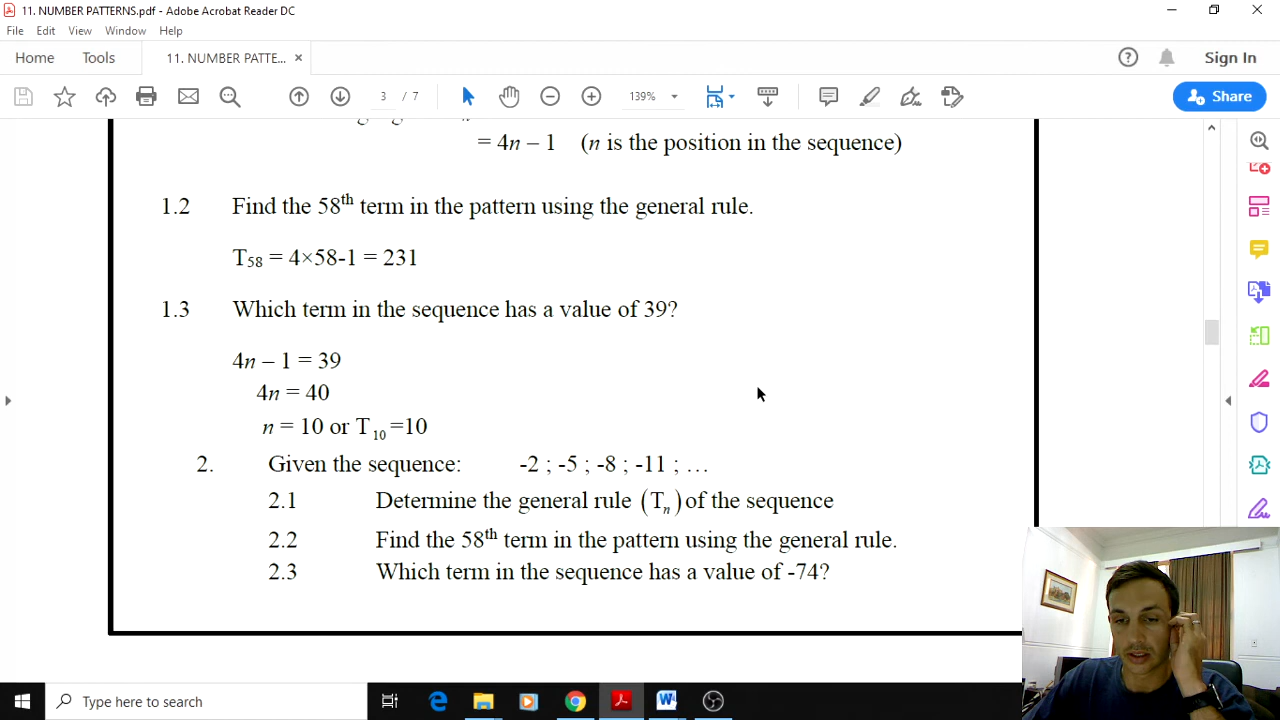 11. NUMBER PATTERNS.pdf - Adobe Acrobat Reader DC
File Edit View Window Help
Home Tools 11. NUMBER PATTE... × Sign In
3 / 7 139% Share
= 4n – 1 (n is the position in the sequence)
1.2 Find the 58th term in the pattern using the general rule.
T58 = 4×58-1 = 231
1.3 Which term in the sequence has a value of 39?
4n – 1 = 39
4n = 40
n = 10 or T10 =10
2. Given the sequence: -2 ; -5 ; -8 ; -11 ; …
2.1 Determine the general rule (Tn) of the sequence
2.2 Find the 58th term in the pattern using the general rule.
2.3 Which term in the sequence has a value of -74?
Type here to search